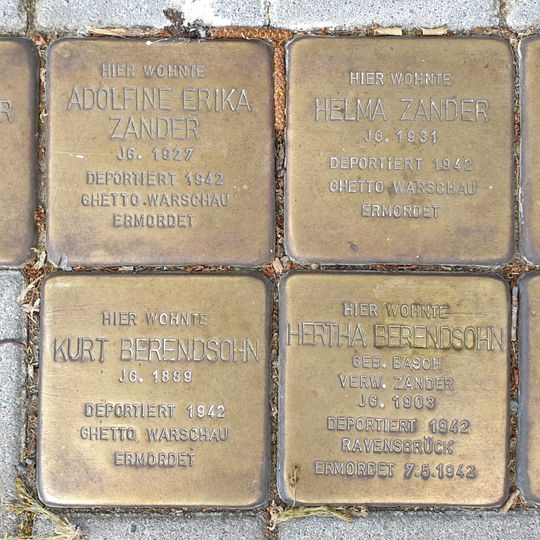 R
HIER WOHNTE
ADOLFINE ERIKA
ZANDER
JG. 1927
DEPORTIERT 1942
GHETTO WARSCHAU
ERMORDET
HIER WOHNTE
HELMA ZANDER
JG. 1931
DEPORTIERT 1942
GHETTO WARSCHAU
ERMORDET
HIER WOHNTE
KURT BERENDSOHN
JG. 1889
DEPORTIERT 1942
GHETTO WARSCHAU
ERMORDET
HIER WOHNTE
HERTHA BERENDSOHN
GEB. BASCH
VERW. ZANDER
JG. 1903
DEPORTIERT 1942
RAVENSBRÜCK
ERMORDET 7.5.1942